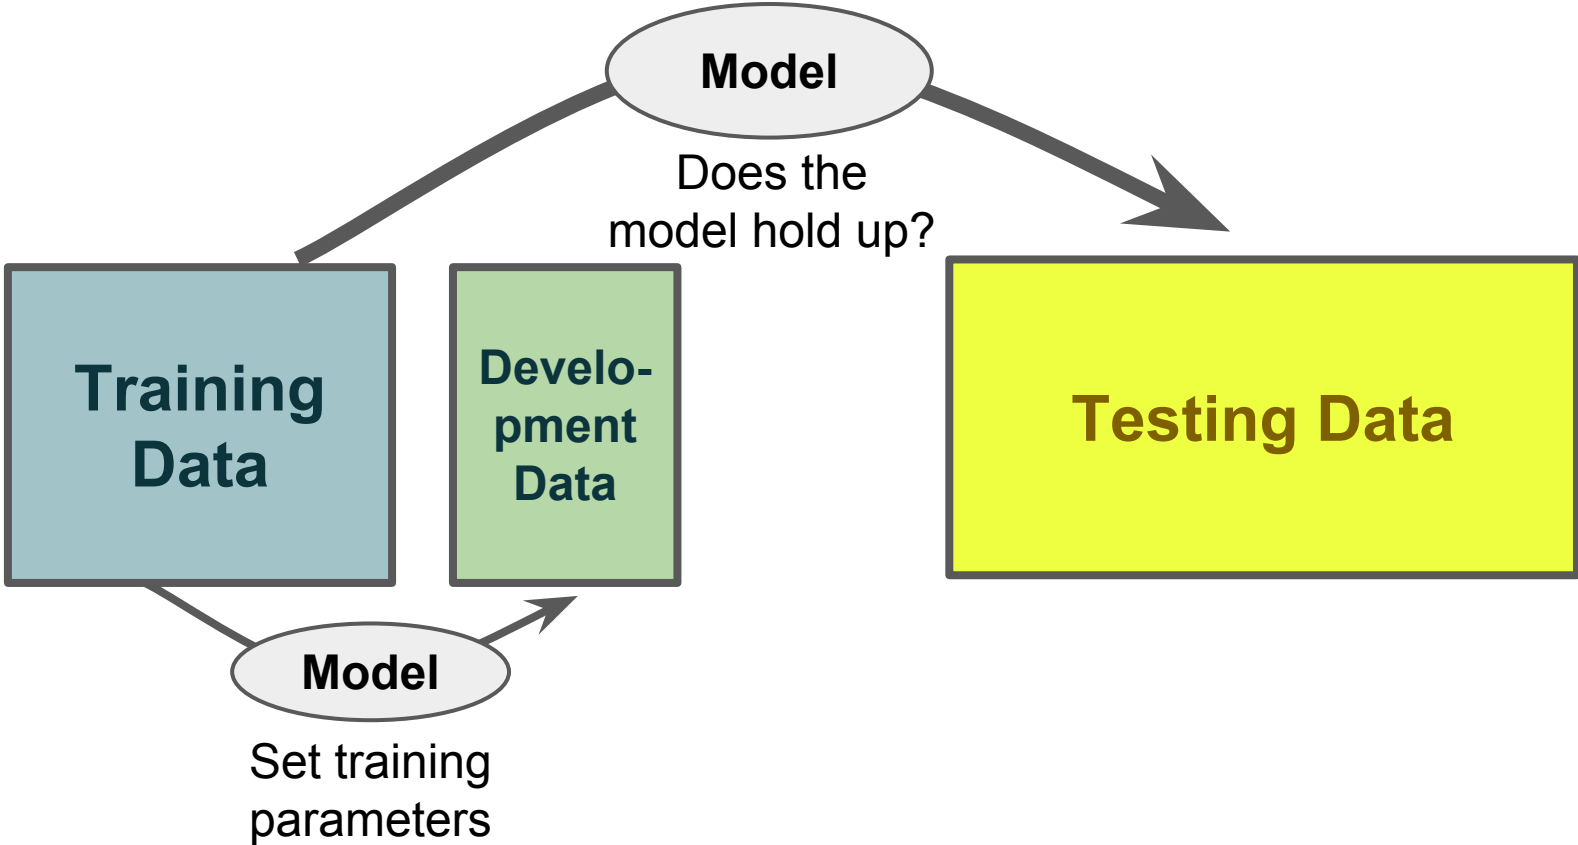 Model
Does the
model hold up?
Training
Data
Develo-
pment
Data
Testing Data
Model
Set training
parameters